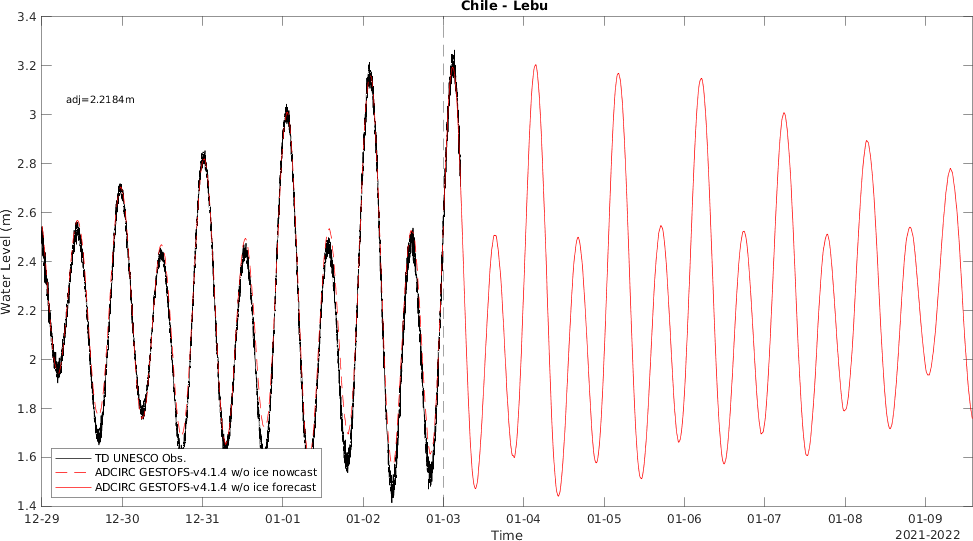 Chile - Lebu
3.4
3.2
3
2.8
2.6
2.4
2.2
2
1.8
1.6
1.4
Water Level (m)
adj=2.2184m
TD UNESCO Obs.
ADCIRC GESTOFS-v4.1.4 w/o ice nowcast
ADCIRC GESTOFS-v4.1.4 w/o ice forecast
12-29 12-30 12-31 01-01 01-02 01-03 01-04 01-05 01-06 01-07 01-08 01-09
Time
2021-2022